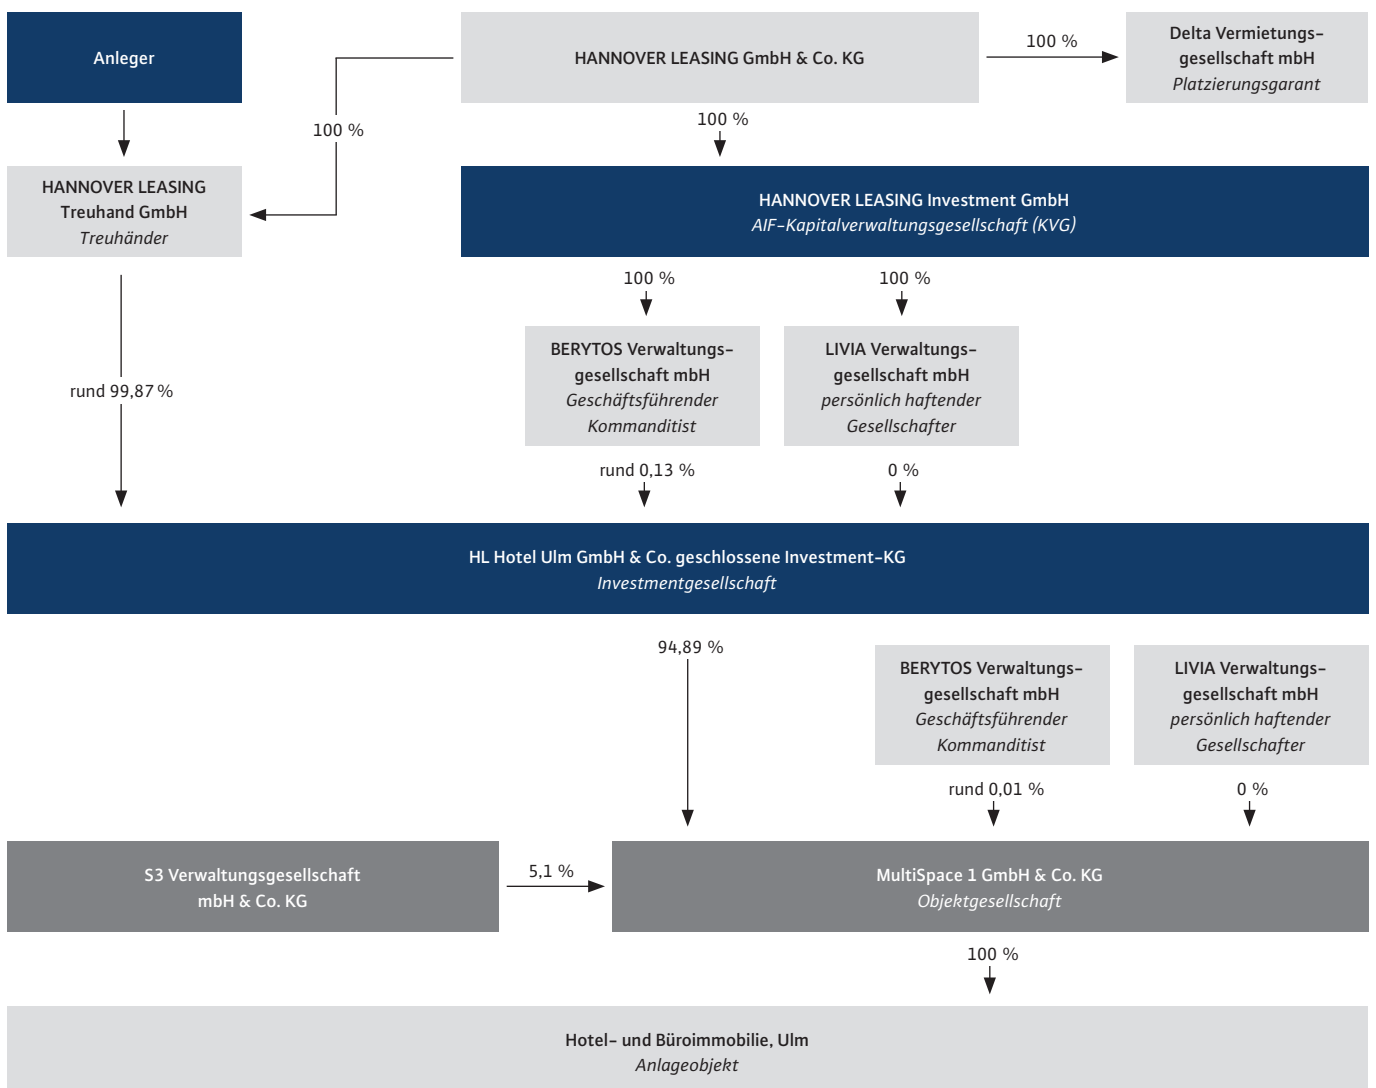 Anleger
HANNOVER LEASING GmbH & Co. KG
100 %
Delta Vermietungs-
gesellschaft mbH
Platzierungsgarant
100 %
100 %
HANNOVER LEASING
Treuhand GmbH
Treuhänder
HANNOVER LEASING Investment GmbH
AIF-Kapitalverwaltungsgesellschaft (KVG)
100 %
100 %
BERYTOS Verwaltungs-
gesellschaft mbH
Geschäftsführender
Kommanditist
LIVIA Verwaltungs-
gesellschaft mbH
persönlich haftender
Gesellschafter
rund 99,87 %
rund 0,13 %
0 %
HL Hotel Ulm GmbH & Co. geschlossene Investment-KG
Investmentgesellschaft
94,89 %
BERYTOS Verwaltungs-
gesellschaft mbH
Geschäftsführender
Kommanditist
LIVIA Verwaltungs-
gesellschaft mbH
persönlich haftender
Gesellschafter
rund 0,01 %
0 %
S3 Verwaltungsgesellschaft
mbH & Co. KG
5,1 %
MultiSpace 1 GmbH & Co. KG
Objektgesellschaft
100 %
Hotel- und Büroimmobilie, Ulm
Anlageobjekt